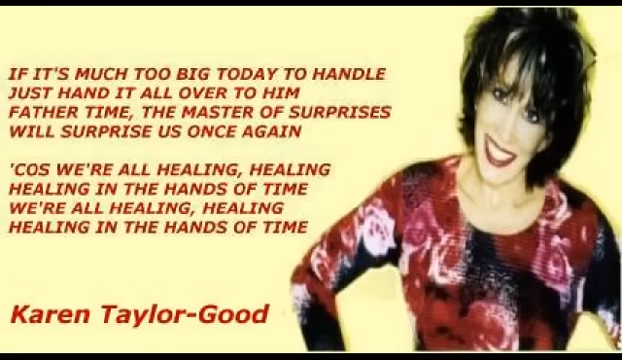 IF IT'S MUCH TOO BIG TODAY TO HANDLE
JUST HAND IT ALL OVER TO HIM
FATHER TIME, THE MASTER OF SURPRISES
WILL SURPRISE US ONCE AGAIN
'COS WE'RE ALL HEALING, HEALING
HEALING IN THE HANDS OF TIME
WE'RE ALL HEALING, HEALING
HEALING IN THE HANDS OF TIME
Karen Taylor-Good